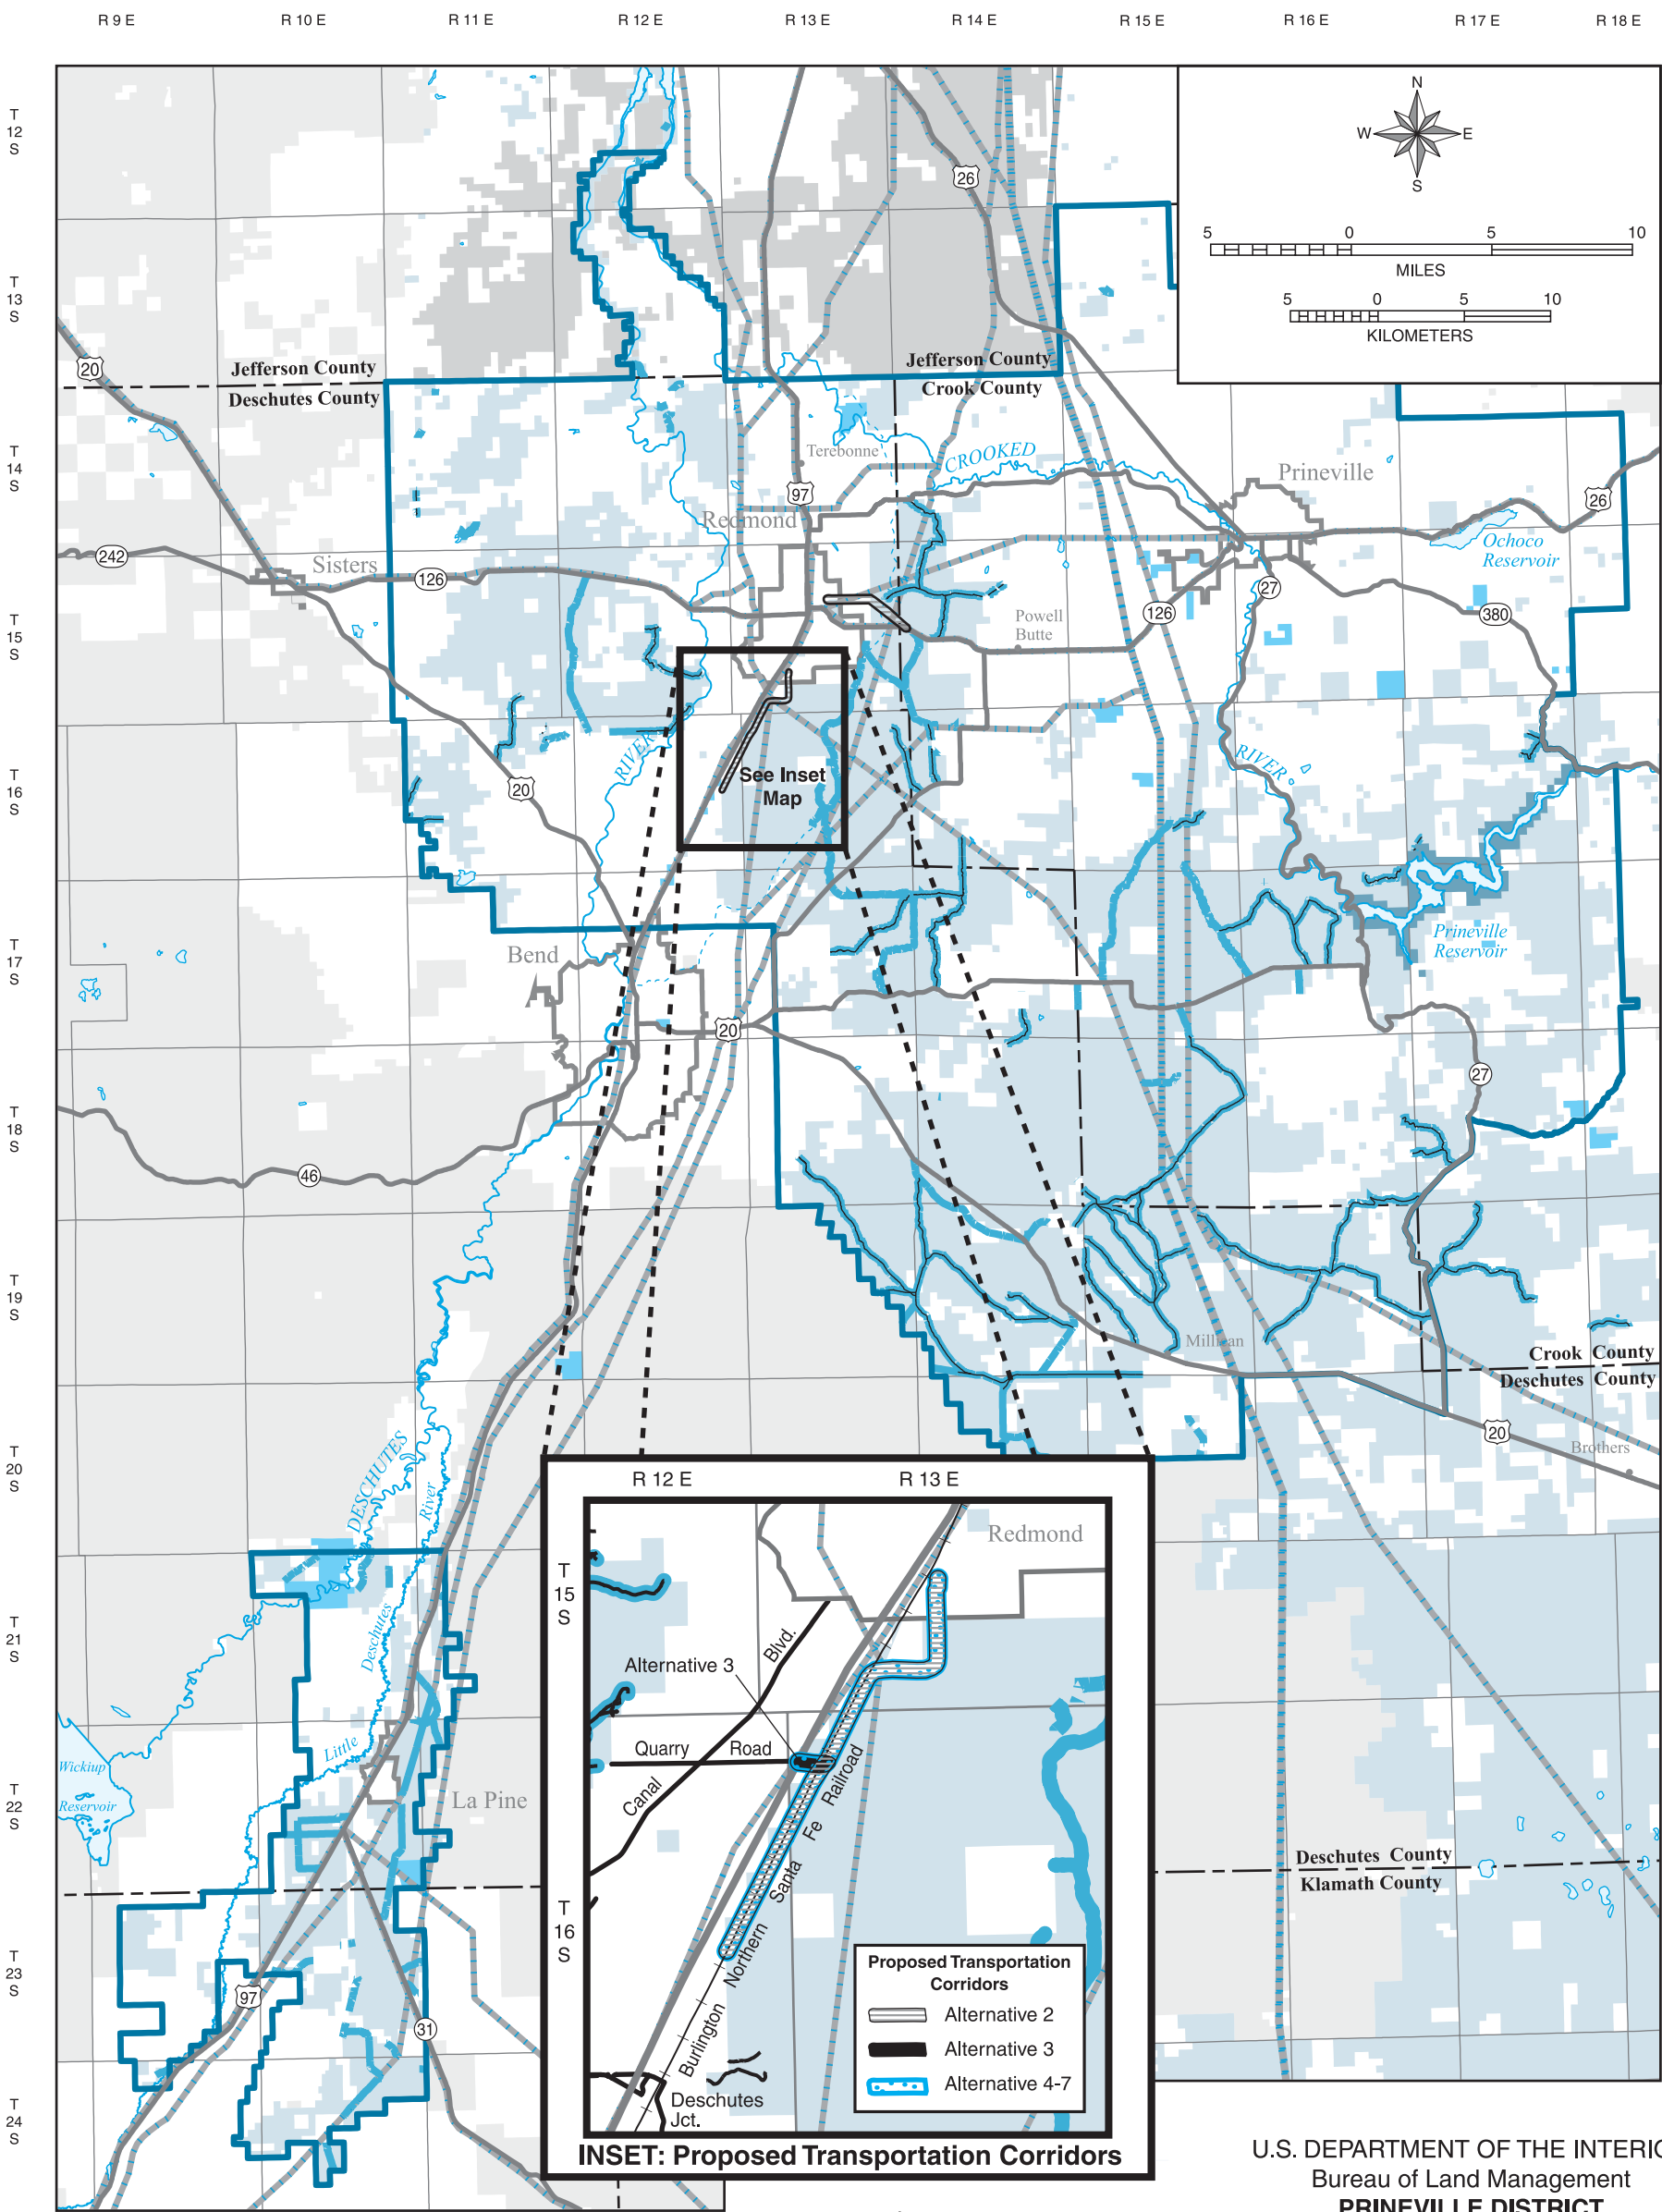 R 9 E R 10 E R 11 E R 12 E R 13 E R 14 E R 15 E R 16 E R 17 E R 18 E
T
12
S
T
13
S
T
14
S
T
15
S
T
16
S
T
17
S
T
18
S
T
19
S
T
20
S
T
21
S
T
22
S
T
23
S
T
24
S
N
W E
S
5 0 5 10
MILES
5 0 5 10
KILOMETERS
26
20
Jefferson County
Deschutes County
Jefferson County
Crook County
Terebonne
CROOKED
Prineville
97
26
Redmond
Ochoco
Reservoir
242
Sisters
126
27
126
380
Powell
Butte
RIVER
RIVER
See Inset
Map
20
Prineville
Reservoir
Bend
20
27
46
Millican
Crook County
Deschutes County
20
Brothers
DESCHUTES
River
Deschutes
Little
Wickiup
Reservoir
La Pine
Deschutes County
Klamath County
97
31
R 12 E R 13 E
Redmond
T
15
S
Blvd.
Alternative 3
Quarry Road
Canal
Railroad
Fe
Santa
Northern
Burlington
T
16
S
Deschutes
Jct.
Proposed Transportation
Corridors
Alternative 2
Alternative 3
Alternative 4-7
INSET: Proposed Transportation Corridors
U.S. DEPARTMENT OF THE INTERIO
Bureau of Land Management
PRINEVILLE DISTRICT